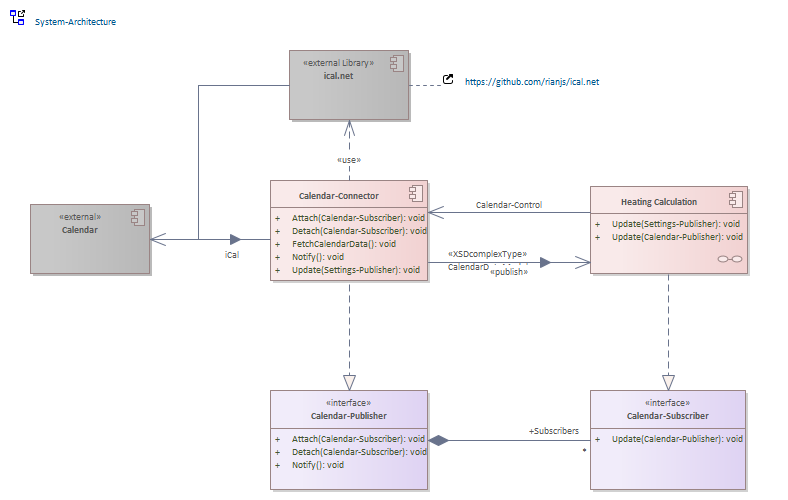 System-Architecture
«external Library»
ical.net
https://github.com/rianjs/ical.net
«use»
«external»
Calendar
iCal
Calendar-Connector
+ Attach(Calendar-Subscriber): void
+ Detach(Calendar-Subscriber): void
+ FetchCalendarData(): void
+ Notify(): void
+ Update(Settings-Publisher): void
Calendar-Control
«XSDcomplexType»
CalendarD
«publish»
Heating Calculation
+ Update(Settings-Publisher): void
+ Update(Calendar-Publisher): void
«interface»
Calendar-Publisher
+ Attach(Calendar-Subscriber): void
+ Detach(Calendar-Subscriber): void
+ Notify(): void
+Subscribers
*
«interface»
Calendar-Subscriber
+ Update(Calendar-Publisher): void